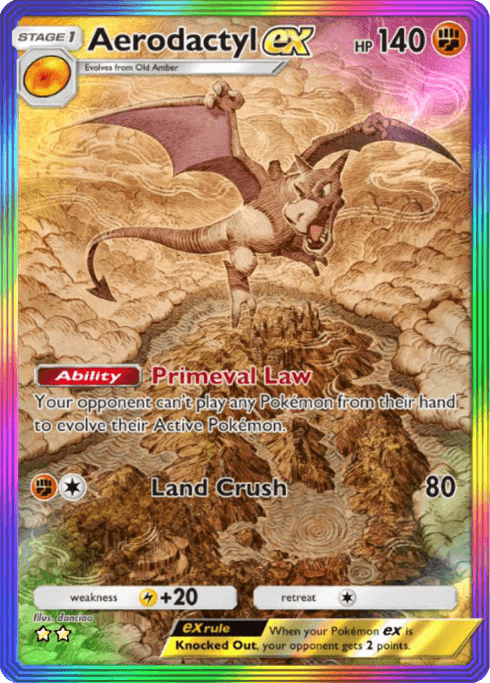 STAGE 1 Aerodactyl ex HP 140
Evolves from Old Amber
Ability Primeval Law
Your opponent can't play any Pokémon from their hand
to evolve their Active Pokémon.
Land Crush 80
weakness +20 retreat
Illus. danciao
ex rule When your Pokémon ex is
Knocked Out, your opponent gets 2 points.